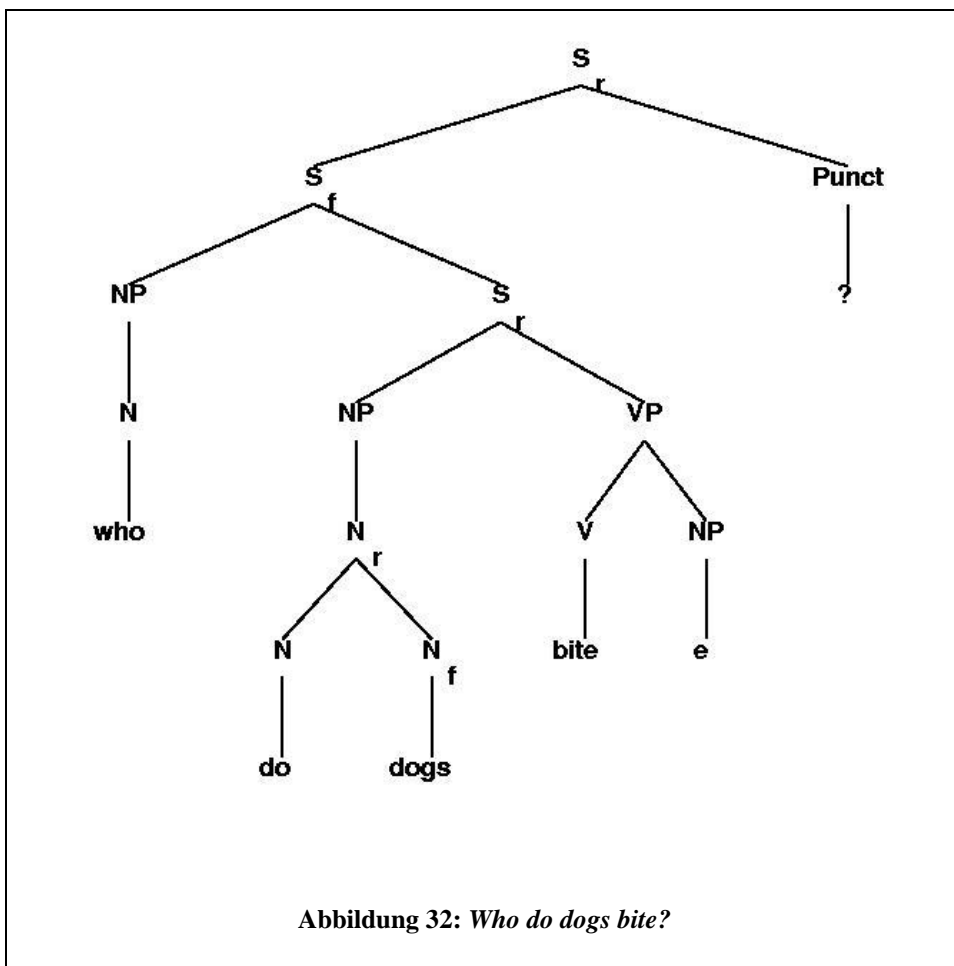 S
r
S Punct
f
NP S ?
r
N NP VP
who N V NP
r
N N bite e
f
do dogs
Abbildung 32: Who do dogs bite?